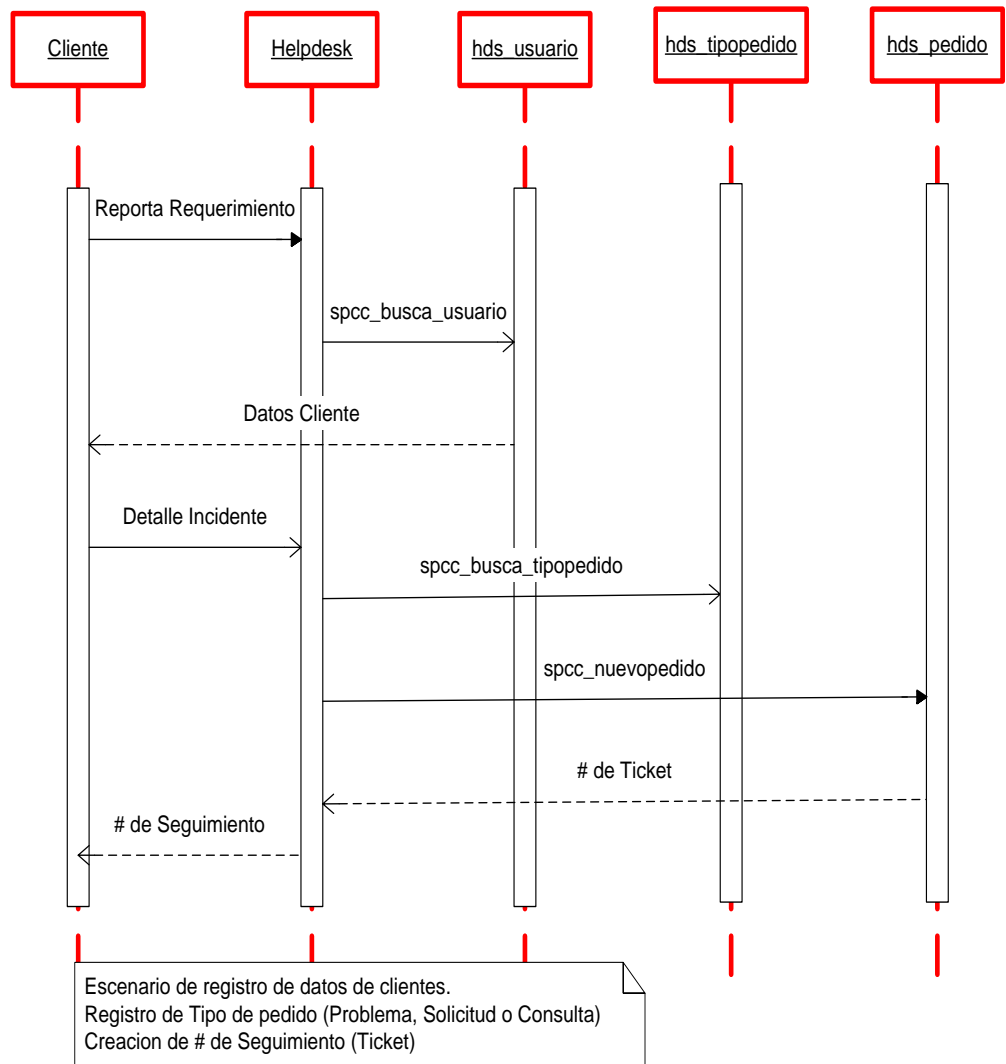 Cliente
Helpdesk
hds_usuario
hds_tipopedido
hds_pedido
Reporta Requerimiento
spcc_busca_usuario
Datos Cliente
Detalle Incidente
spcc_busca_tipopedido
spcc_nuevopedido
# de Ticket
# de Seguimiento
Escenario de registro de datos de clientes.
Registro de Tipo de pedido (Problema, Solicitud o Consulta)
Creacion de # de Seguimiento (Ticket)